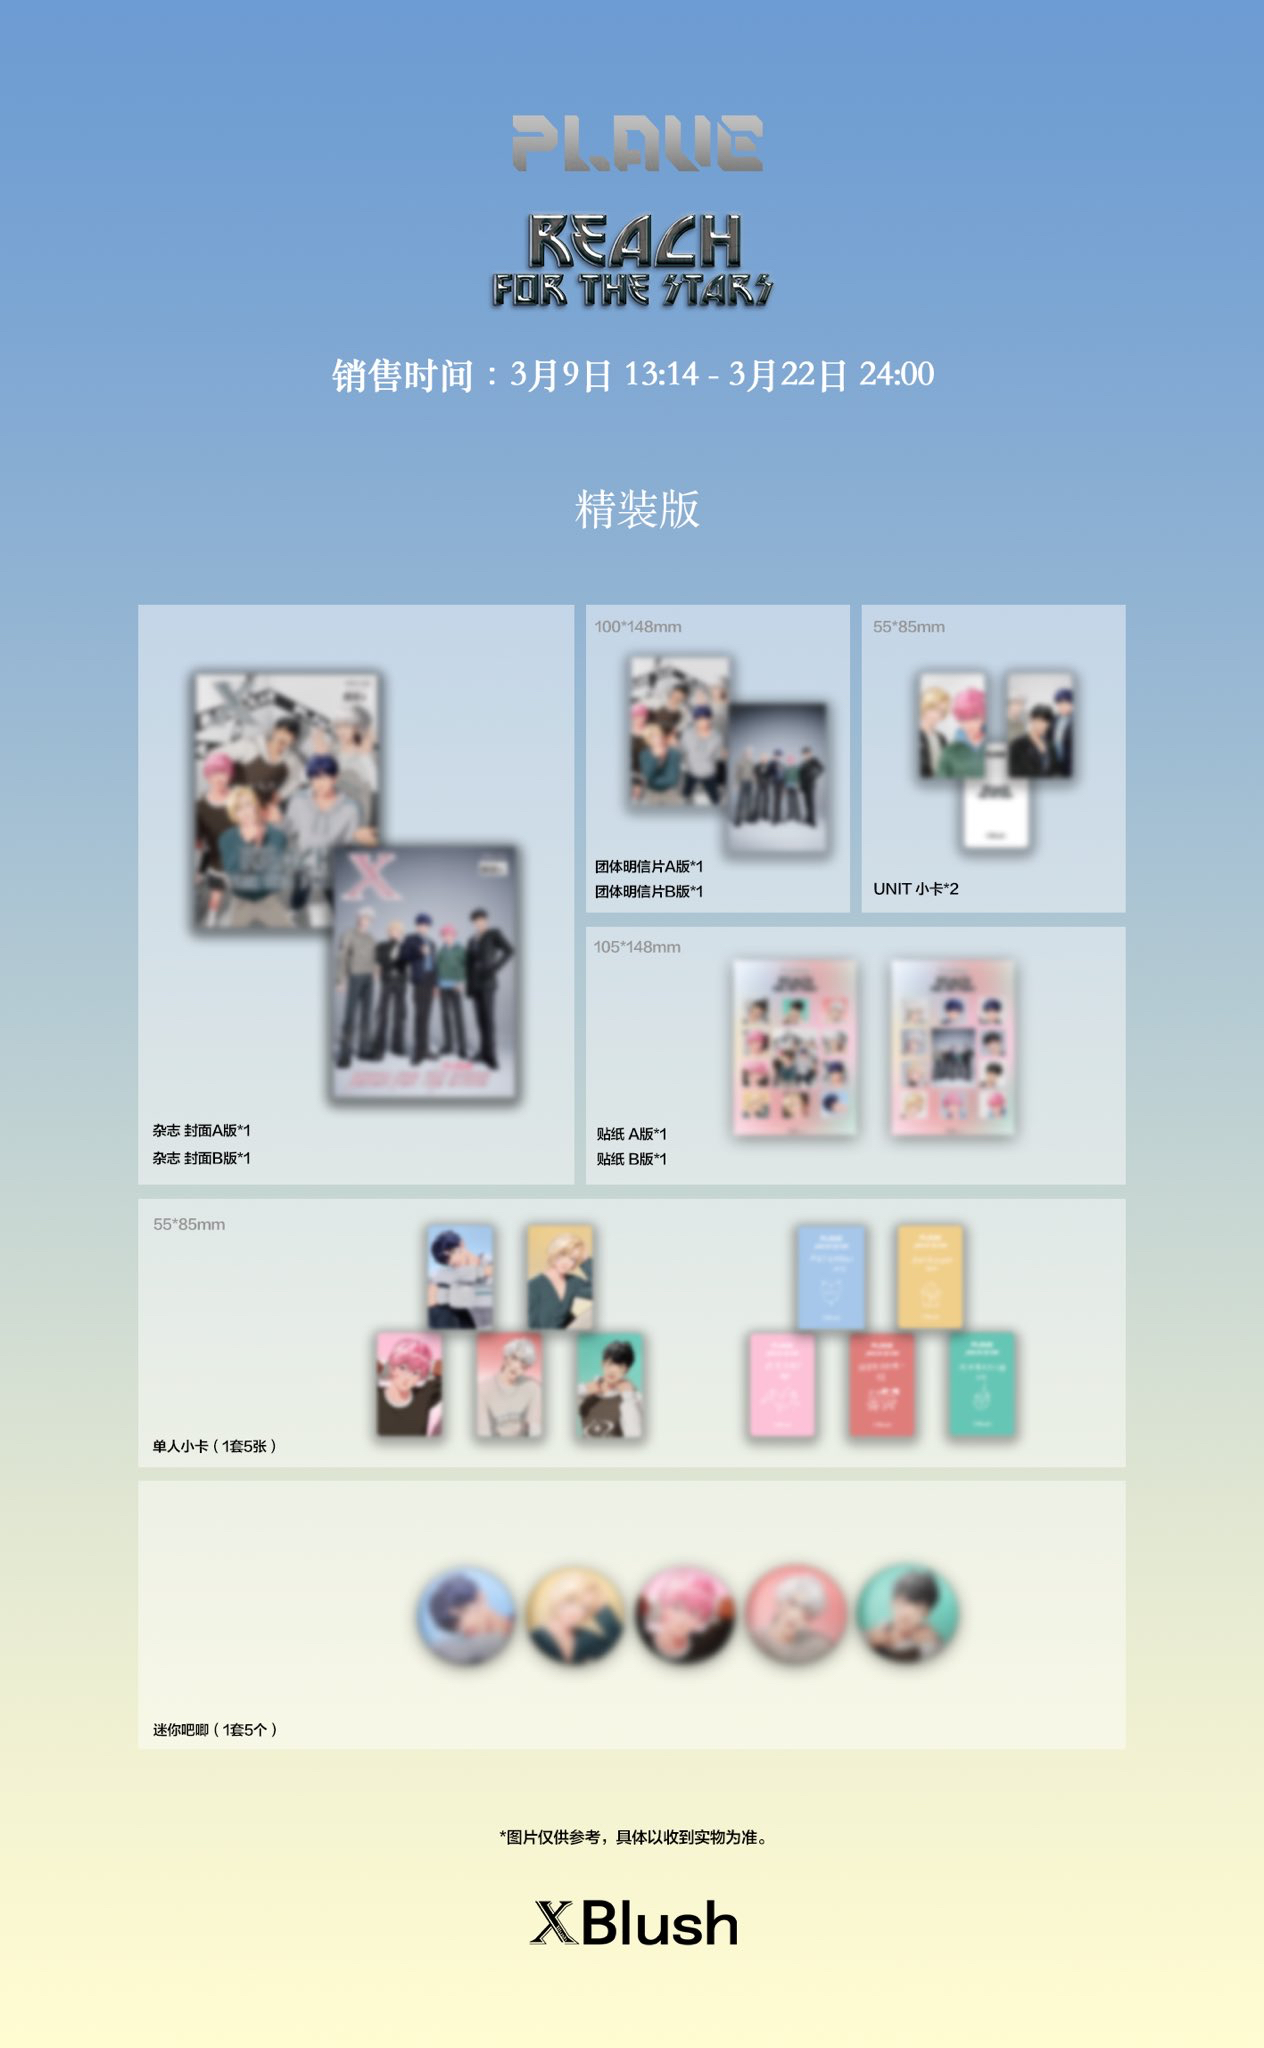 PLAVE
REACH
FOR THE STARS
销售时间：3月9日 13:14 - 3月22日 24:00
精装版
X
X
杂志 封面A版*1
杂志 封面B版*1
100*148mm
团体明信片A版*1
团体明信片B版*1
55*85mm
UNIT 小卡*2
105*148mm
贴纸 A版*1
贴纸 B版*1
55*85mm
单人小卡（1套5张）
迷你吧唧（1套5个）
*图片仅供参考，具体以收到实物为准。
XBlush